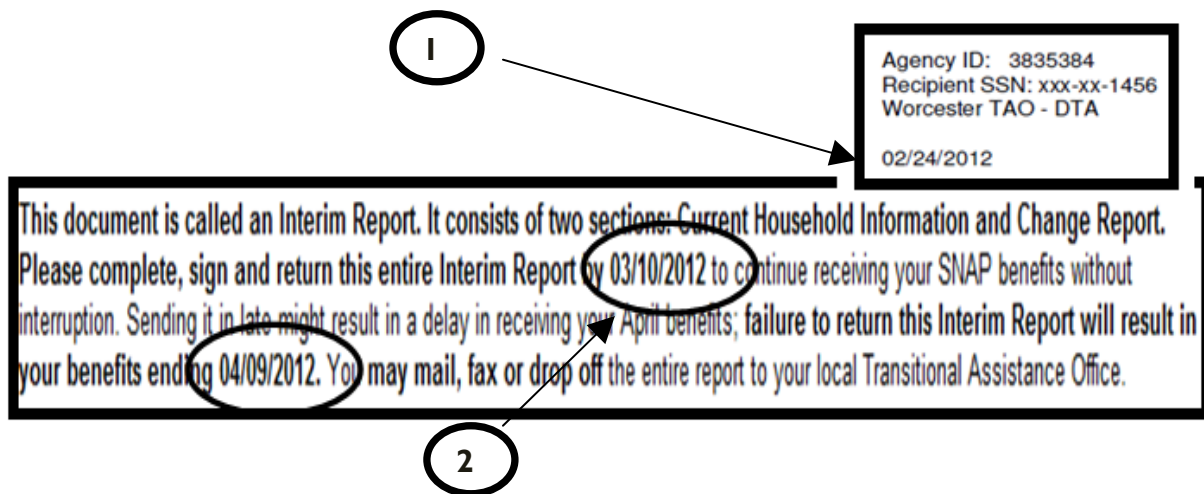 1
Agency ID: 3835384
Recipient SSN: xxx-xx-1456
Worcester TAO - DTA
02/24/2012
This document is called an Interim Report. It consists of two sections: Current Household Information and Change Report.
Please complete, sign and return this entire Interim Report by 03/10/2012 to continue receiving your SNAP benefits without
interruption. Sending it in late might result in a delay in receiving your April benefits; failure to return this Interim Report will result in
your benefits ending 04/09/2012. You may mail, fax or drop off the entire report to your local Transitional Assistance Office.
2